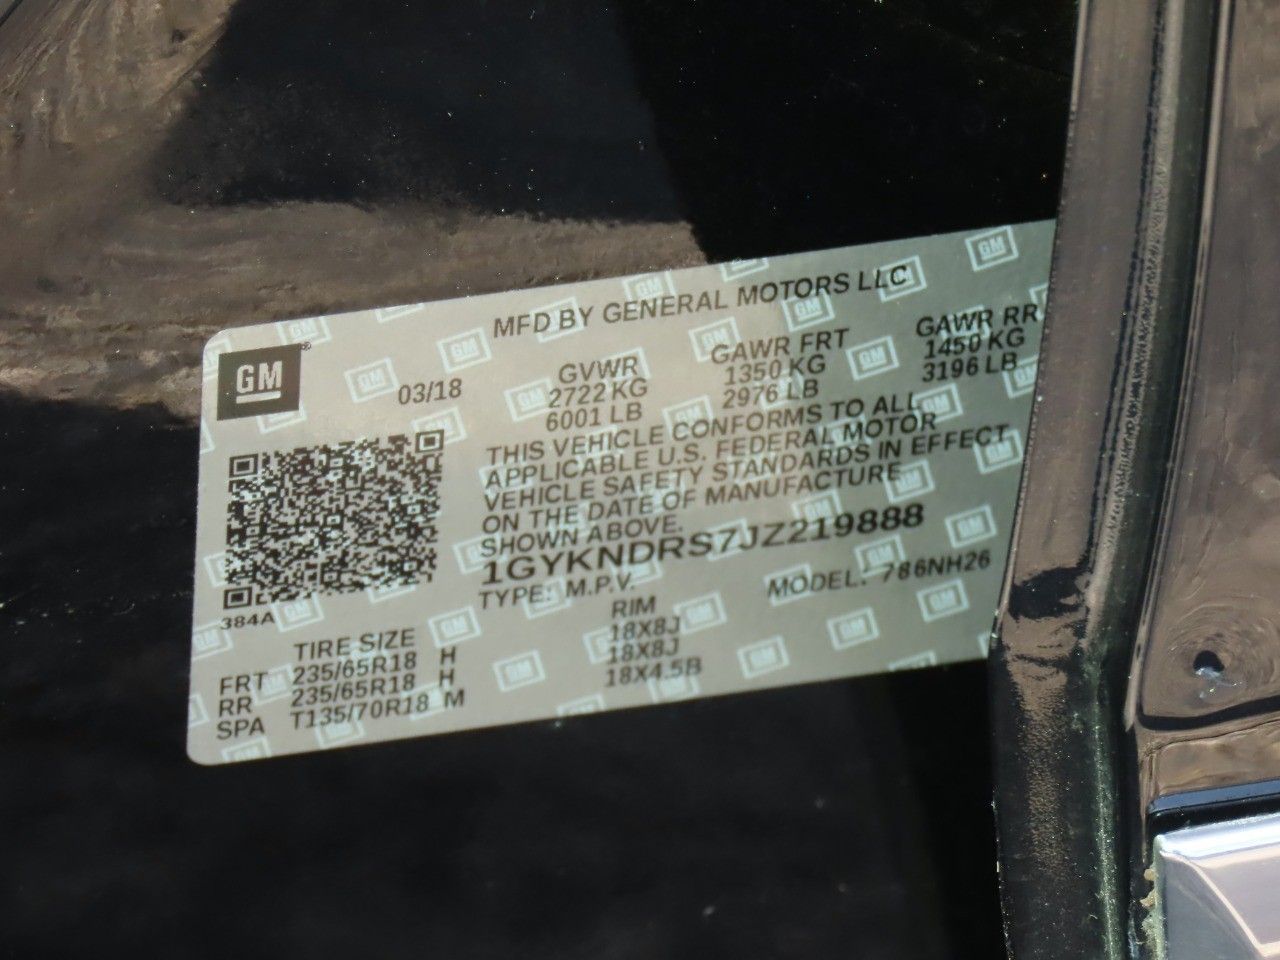 MFD BY GENERAL MOTORS LLC
GM
03/18
GVWR GAWR FRT GAWR RR
2722 KG 1350 KG 1450 KG
6001 LB 2976 LB 3196 LB
THIS VEHICLE CONFORMS TO ALL
APPLICABLE U.S. FEDERAL MOTOR
VEHICLE SAFETY STANDARDS IN EFFECT
ON THE DATE OF MANUFACTURE
SHOWN ABOVE.
1GYKNDRS7JZ219888
TYPE: M.P.V. MODEL: 786NH26
384A
TIRE SIZE RIM
FRT 235/65R18 H 18X8J
RR 235/65R18 H 18X8J
SPA T135/70R18 M 18X4.5B